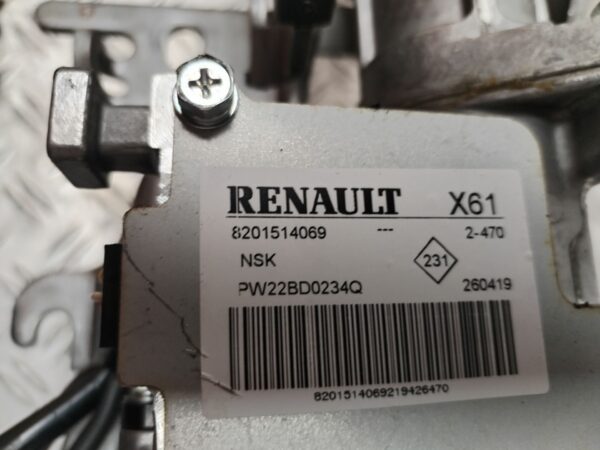 RENAULT X61
8201514069 --- 2-470
NSK 231
PW22BD0234Q 260419
8201514069219426470